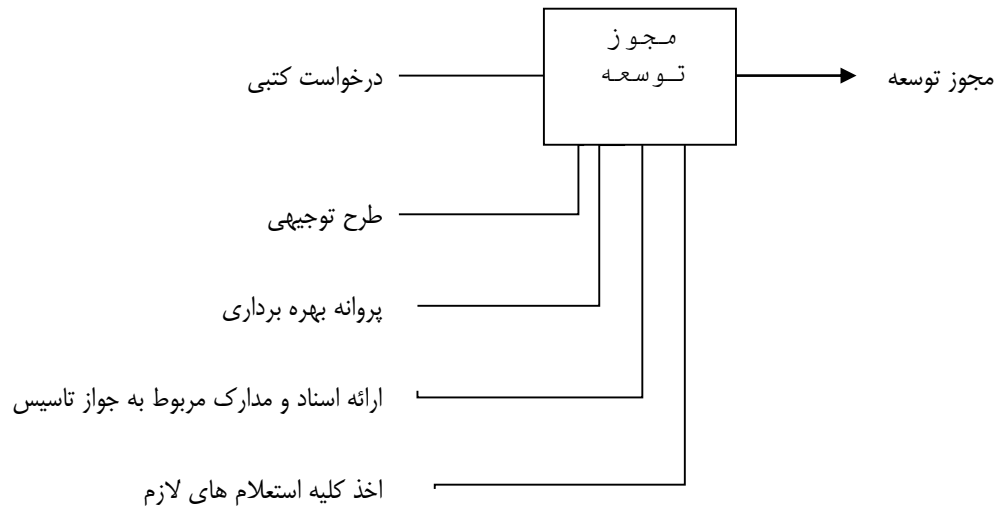 مجوز
توسعه
درخواست کتبی
مجوز توسعه
طرح توجیهی
پروانه بهره برداری
ارائه اسناد و مدارک مربوط به جواز تاسیس
اخذ کلیه استعلام های لازم